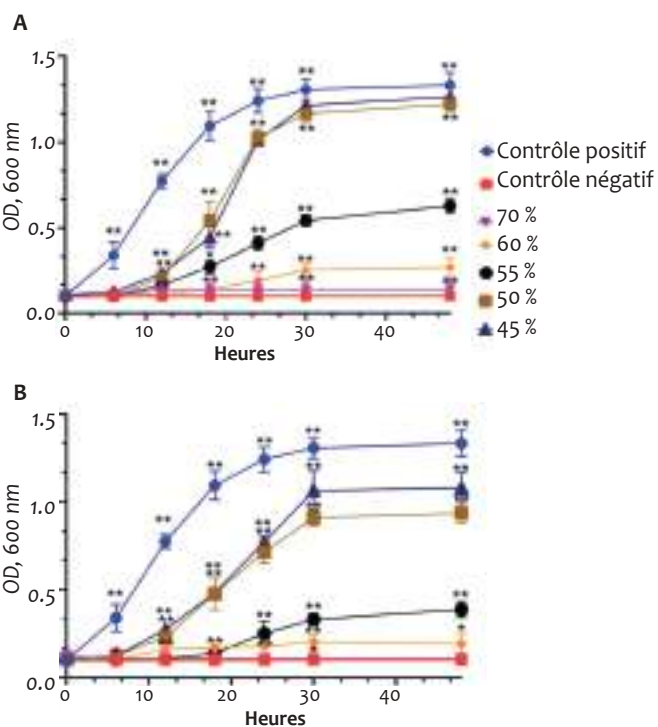 A
1.5
1.0
0.5
0.0
OD, 600 nm
0 10 20 30 40
Heures
Contrôle positif
Contrôle négatif
70 %
60 %
55 %
50 %
45 %
B
1.5
1.0
0.5
0.0
OD, 600 nm
0 10 20 30 40
Heures